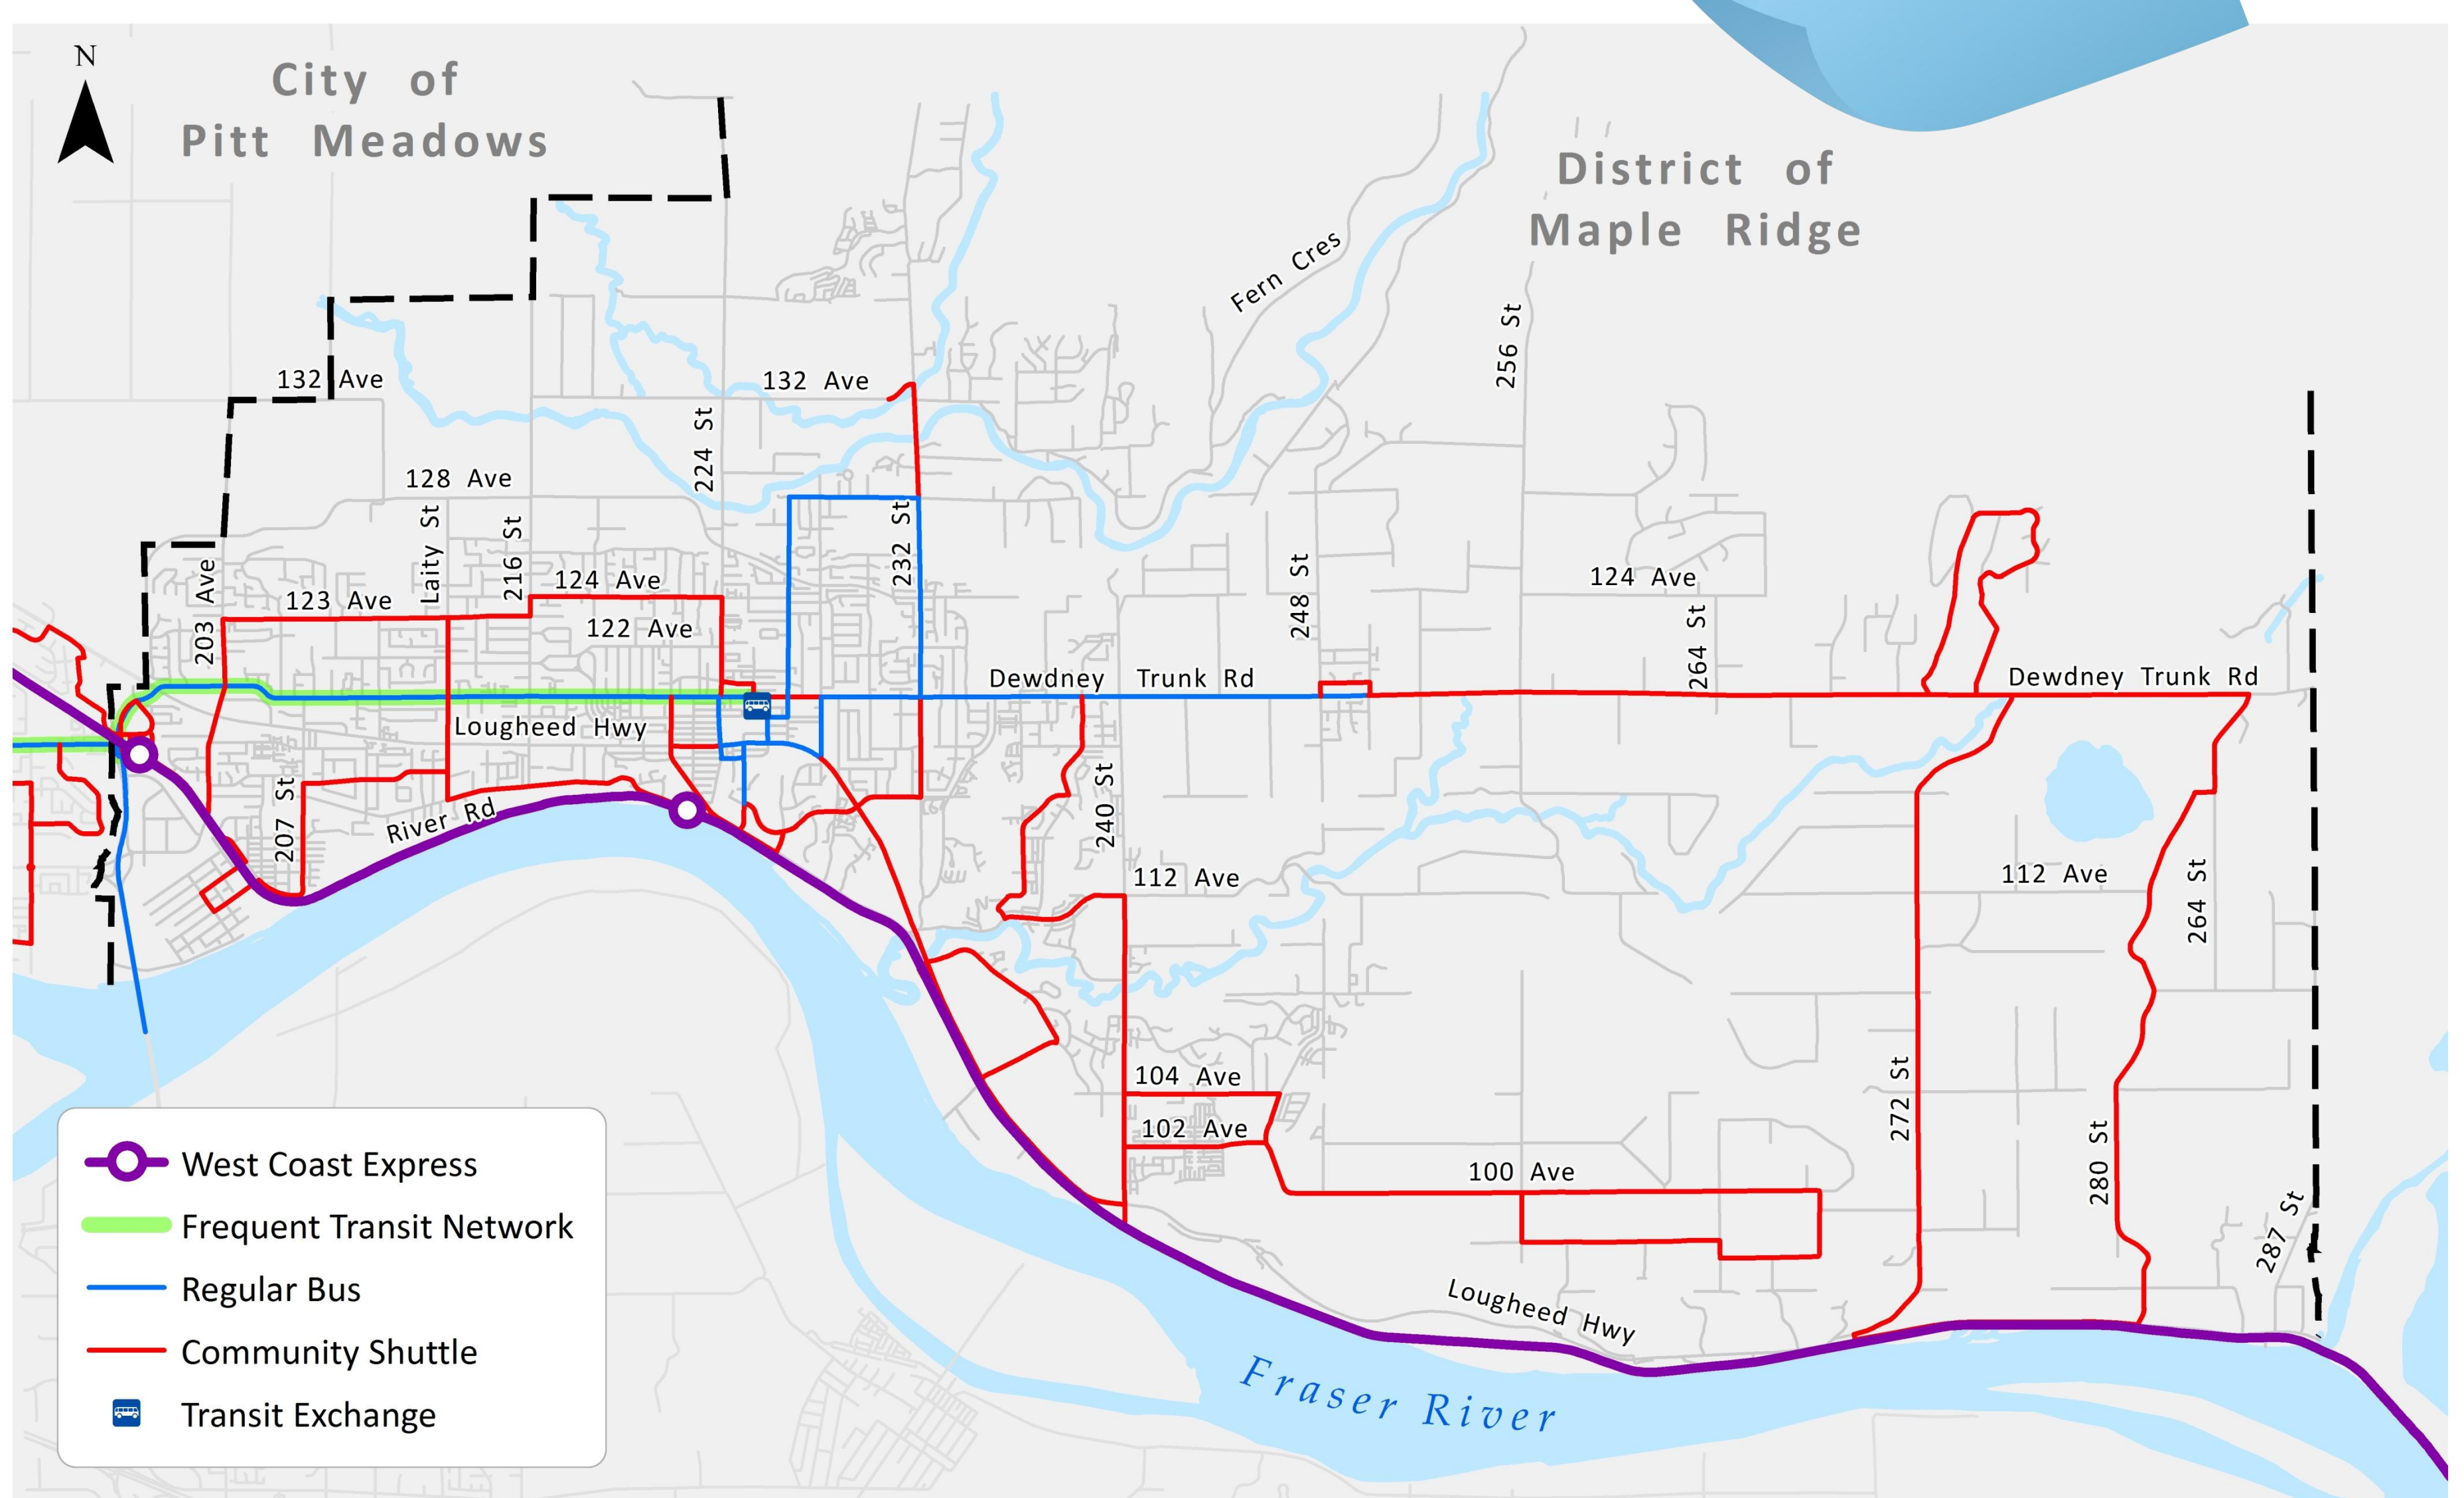 N
City of
Pitt Meadows
District of
Maple Ridge
Fern Cres
256 St
132 Ave
132 Ave
224 St
128 Ave
Laity St
216 St
232 St
203 Ave
123 Ave
124 Ave
122 Ave
248 St
124 Ave
264 St
Dewdney Trunk Rd
Dewdney Trunk Rd
Lougheed Hwy
207 St
River Rd
240 St
112 Ave
112 Ave
264 St
104 Ave
102 Ave
272 St
280 St
100 Ave
287 St
Lougheed Hwy
Fraser River
West Coast Express
Frequent Transit Network
Regular Bus
Community Shuttle
Transit Exchange